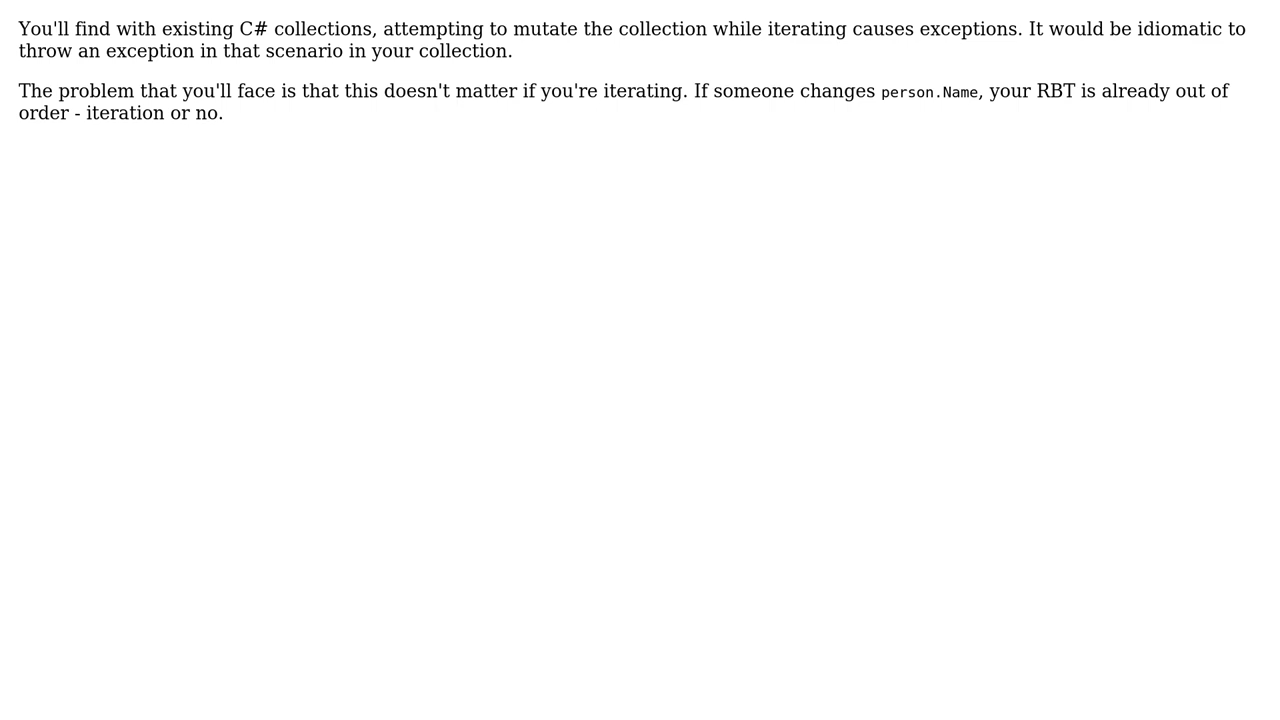 You'll find with existing C# collections, attempting to mutate the collection while iterating causes exceptions. It would be idiomatic to
throw an exception in that scenario in your collection.
The problem that you'll face is that this doesn't matter if you're iterating. If someone changes person.Name, your RBT is already out of
order - iteration or no.